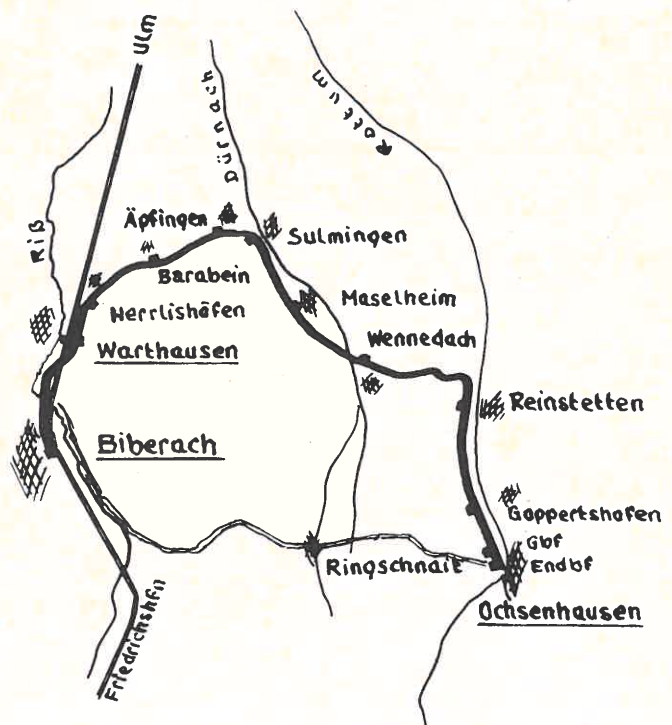 Ulm
Dürnach
Rottum
Riß
Äpfingen
Sulmingen
Barabein
Maselheim
Herrlishöfen
Wennedach
Warthausen
Reinstetten
Biberach
Goppertshofen
Gbf
Ringschnait
Endbf
Ochsenhausen
Friedrichshfn